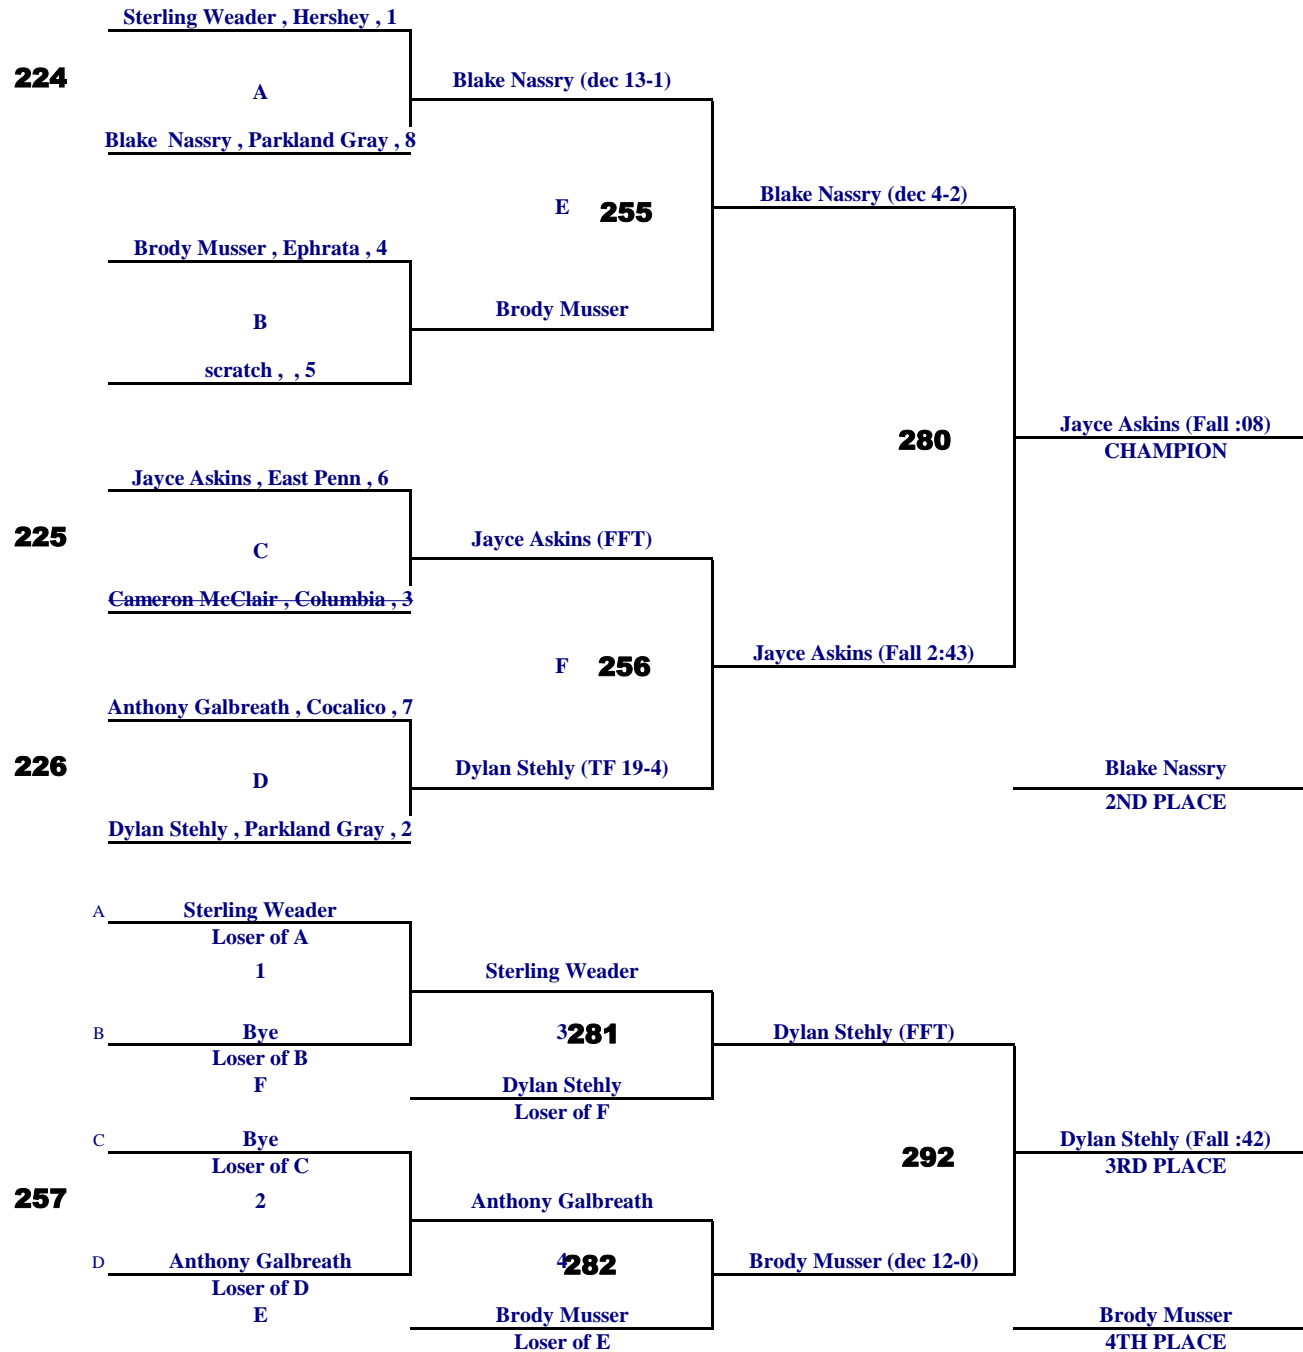 Sterling Weader , Hershey , 1
224
Blake Nassry (dec 13-1)
A
Blake  Nassry , Parkland Gray , 8
Blake Nassry (dec 4-2)
E 255
Brody Musser , Ephrata , 4
Brody Musser
B
scratch ,  , 5
Jayce Askins (Fall :08)
280
CHAMPION
Jayce Askins , East Penn , 6
225
Jayce Askins (FFT)
C
Cameron McClair , Columbia , 3
Jayce Askins (Fall 2:43)
F 256
Anthony Galbreath , Cocalico , 7
226
Dylan Stehly (TF 19-4)
Blake Nassry
D
2ND PLACE
Dylan Stehly , Parkland Gray , 2
A Sterling Weader
Loser of A
1
Sterling Weader
B Bye
3 281
Dylan Stehly (FFT)
Loser of B
F
Dylan Stehly
Loser of F
C Bye
Dylan Stehly (Fall :42)
292
Loser of C
3RD PLACE
257
2
Anthony Galbreath
D Anthony Galbreath
4 282
Brody Musser (dec 12-0)
Loser of D
E
Brody Musser
Brody Musser
Loser of E
4TH PLACE